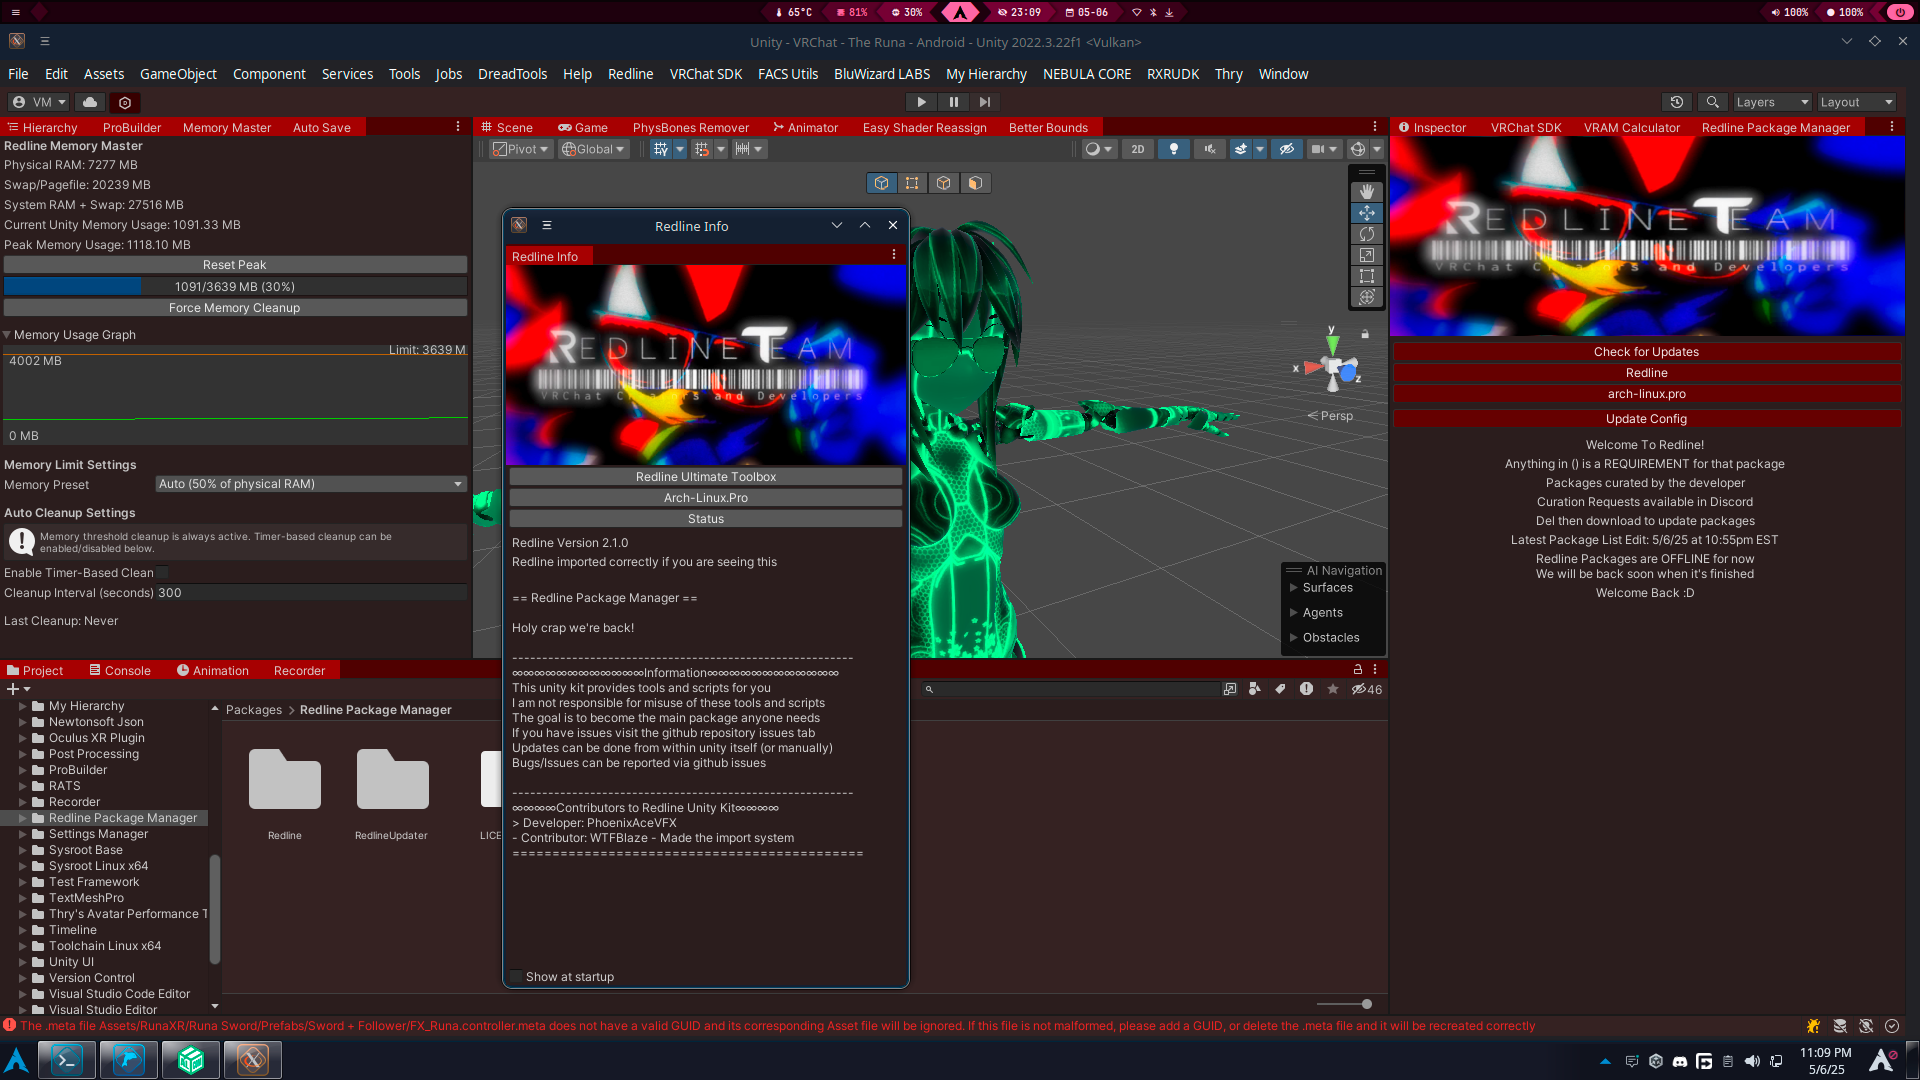 65°C
81%
30%
23:09
05-06
100%
100%
Unity - VRChat - The Runa - Android - Unity 2022.3.22f1 <Vulkan>
File Edit Assets GameObject Component Services Tools Jobs DreadTools Help Redline VRChat SDK FACS Utils BluWizard LABS My Hierarchy NEBULA CORE RXRUDK Thry Window
VM
Layers
Layout
Hierarchy ProBuilder Memory Master Auto Save
Redline Memory Master
Physical RAM: 7277 MB
Swap/Pagefile: 20239 MB
System RAM + Swap: 27516 MB
Current Unity Memory Usage: 1091.33 MB
Peak Memory Usage: 1118.10 MB
Reset Peak
1091/3639 MB (30%)
Force Memory Cleanup
Memory Usage Graph
Limit: 3639 M
4002 MB
0 MB
Memory Limit Settings
Memory Preset Auto (50% of physical RAM)
Auto Cleanup Settings
Memory threshold cleanup is always active. Timer-based cleanup can be
enabled/disabled below.
Enable Timer-Based Clean
Cleanup Interval (seconds) 300
Last Cleanup: Never
Scene Game PhysBones Remover Animator Easy Shader Reassign Better Bounds
Pivot Global
2D
y
x
z
Persp
AI Navigation
Surfaces
Agents
Obstacles
Redline Info
Redline Info
REDLINE TEAM
VRChat Creators and Developers
Redline Ultimate Toolbox
Arch-Linux.Pro
Status
Redline Version 2.1.0
Redline imported correctly if you are seeing this
== Redline Package Manager ==
Holy crap we're back!
---------------------------------------------------------
∞∞∞∞∞∞∞∞∞∞∞∞Information∞∞∞∞∞∞∞∞∞∞∞∞
This unity kit provides tools and scripts for you
I am not responsible for misuse of these tools and scripts
The goal is to become the main package anyone needs
If you have issues visit the github repository issues tab
Updates can be done from within unity itself (or manually)
Bugs/Issues can be reported via github issues
---------------------------------------------------------
∞∞∞∞Contributors to Redline Unity Kit∞∞∞∞
> Developer: PhoenixAceVFX
- Contributor: WTFBlaze - Made the import system
============================================
Show at startup
Inspector VRChat SDK VRAM Calculator Redline Package Manager
REDLINE TEAM
VRChat Creators and Developers
Check for Updates
Redline
arch-linux.pro
Update Config
Welcome To Redline!
Anything in () is a REQUIREMENT for that package
Packages curated by the developer
Curation Requests available in Discord
Del then download to update packages
Latest Package List Edit: 5/6/25 at 10:55pm EST
Redline Packages are OFFLINE for now
We will be back soon when it's finished
Welcome Back :D
Project Console Animation Recorder
46
My Hierarchy
Newtonsoft Json
Oculus XR Plugin
Post Processing
ProBuilder
RATS
Recorder
Redline Package Manager
Settings Manager
Sysroot Base
Sysroot Linux x64
Test Framework
TextMeshPro
Thry's Avatar Performance T
Timeline
Toolchain Linux x64
Unity UI
Version Control
Visual Studio Code Editor
Visual Studio Editor
Packages > Redline Package Manager
Redline
RedlineUpdater
LICE
The .meta file Assets/RunaXR/Runa Sword/Prefabs/Sword + Follower/FX_Runa.controller.meta does not have a valid GUID and its corresponding Asset file will be ignored. If this file is not malformed, please add a GUID, or delete the .meta file and it will be recreated correctly
11:09 PM
5/6/25